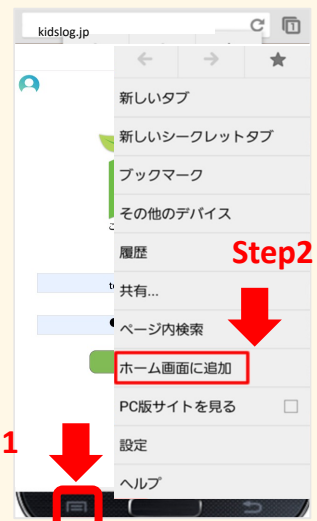 kidslog.jp
1
新しいタブ
新しいシークレットタブ
ブックマーク
その他のデバイス
履歴
Step2
共有...
ページ内検索
ホーム画面に追加
PC版サイトを見る
1
設定
ヘルプ